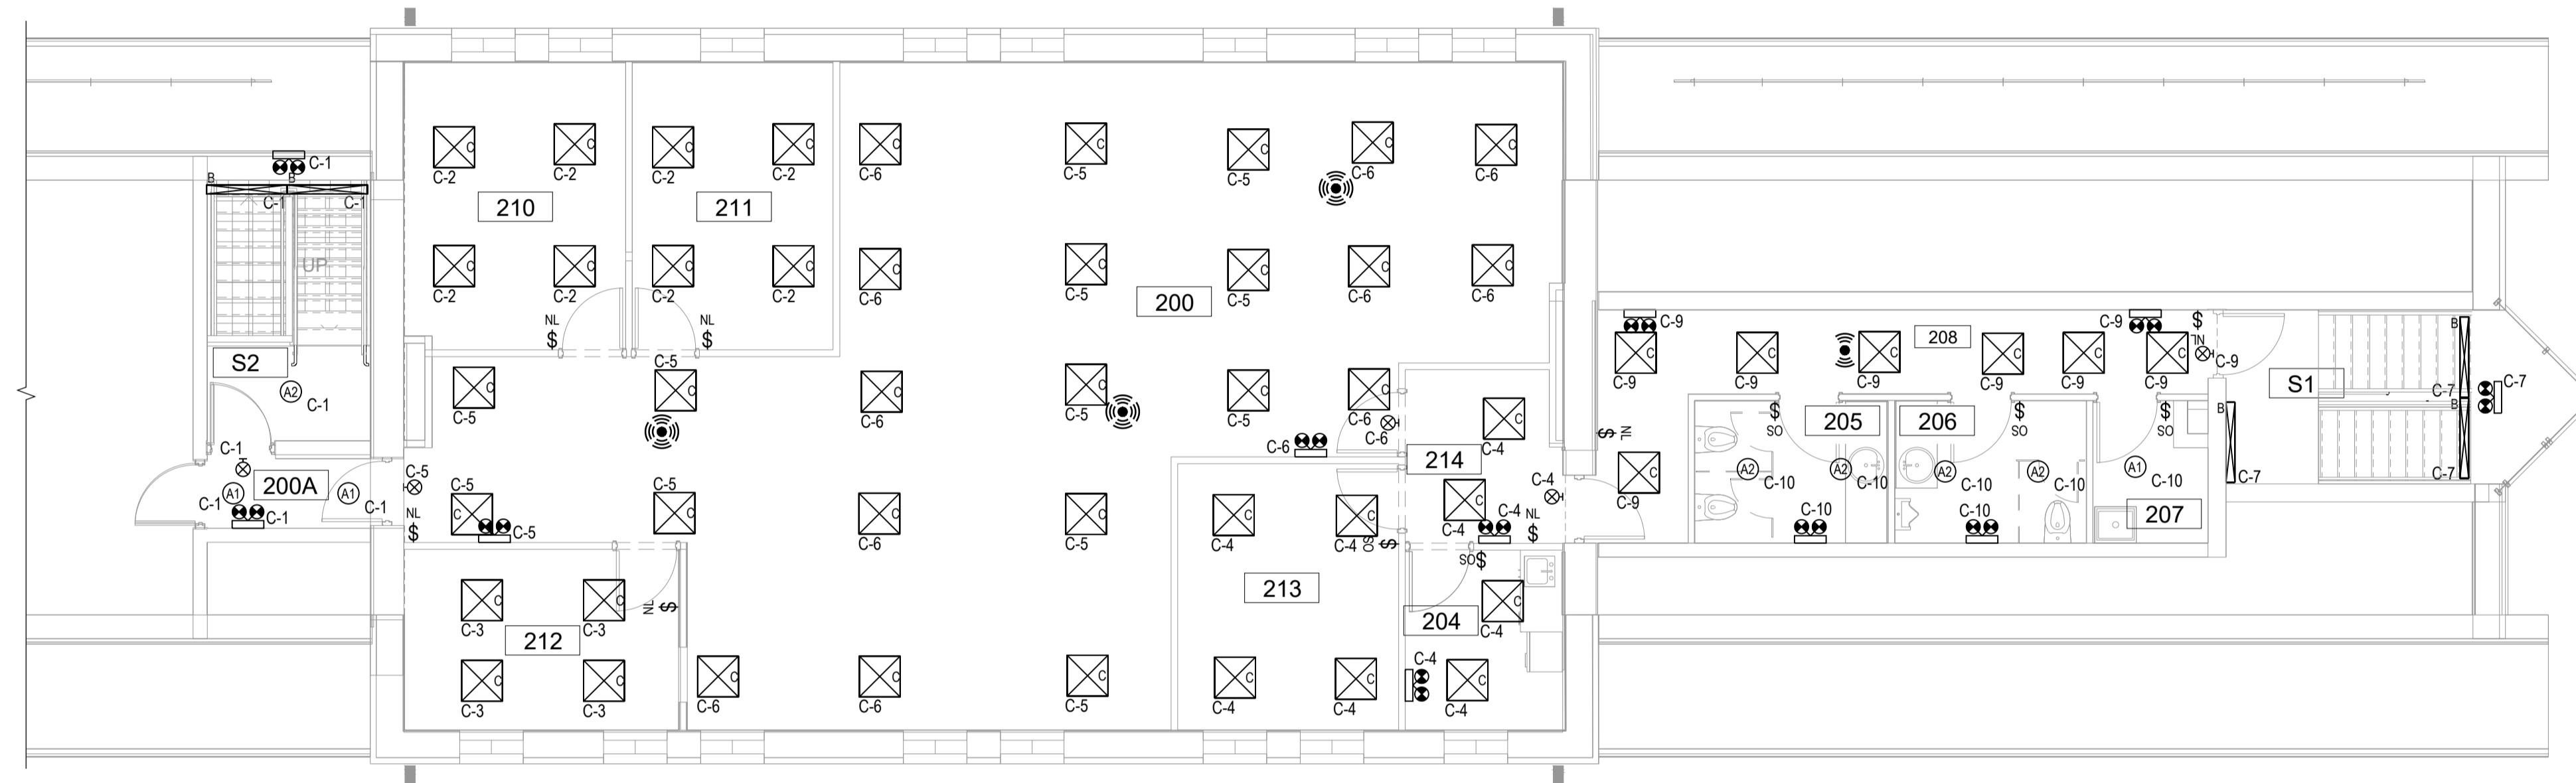 C C C C C C C C C
C-2 C-2 C-2 C-2 C-6 C-5 C-5 C-6 C-6
B B C-1
C-1 C-1
210 211
UP
C C C C C C C C C
C-2 C-2 C-2 C-2 C-6 C-5 C-5 C-6 C-6
200
NL $ NL $
S2
A2 C-1
C-9 C-9 $ NL C-9
208
C C C C C C
C-9 C-9 C-9 C-9 C-9 C-9
S1
B C-7 C-7
B B C-7
C-7
C C C C C C
C-5 C-5 C-6 C-5 C-5 C-6
C-6 C-6
C
C-4
214
$ NL
205 206
$ SO $ SO $ SO
A2 A2 A2 A2 A1
C-10 C-10 C-10 C-10 C-10
C-10 C-10
207
C-1
A1 200A A1
C-1 C-1 C-1
C-5
NL $
C C C C C C C
C-5 C-5 C-6 C-5 C-4 C-4
C-5
SO $
C
C-4 C-4 C-4
NL $
C
C-9
SO $
C C
C-3 C-3
212
NL $
213
C
C-4
204
C C C C C C C C
C-3 C-3 C-6 C-6 C-5 C-4 C-4
C-4 C-4